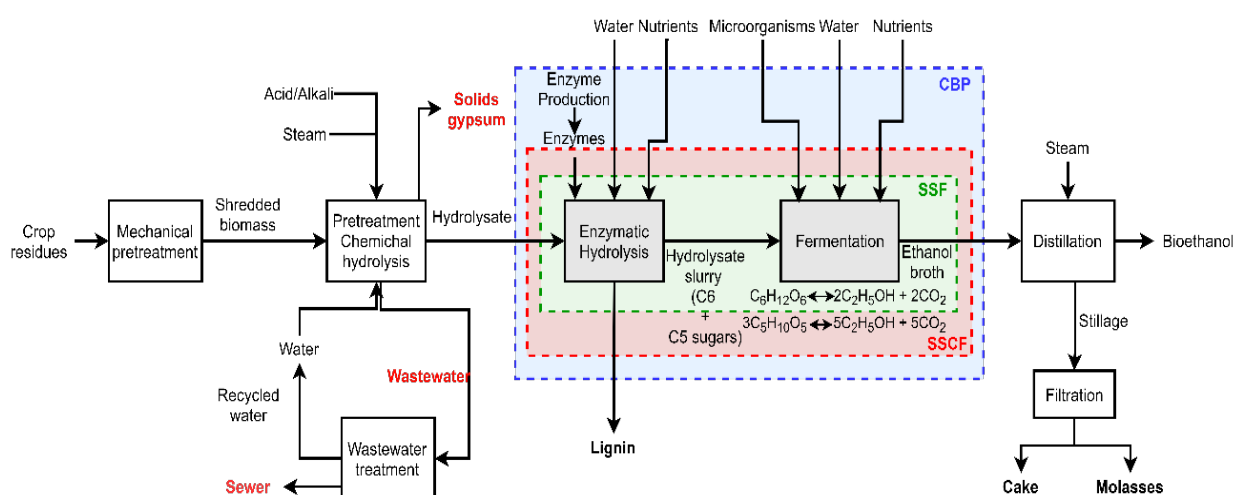 Water Nutrients
Microorganisms Water
Nutrients
CBP
Enzyme
Production
Enzymes
Acid/Alkali
Steam
Solids
gypsum
SSF
Steam
Crop
residues
Mechanical
pretreatment
Shredded
biomass
Pretreatment
Chemichal
hydrolysis
Hydrolysate
Enzymatic
Hydrolysis
Hydrolysate
slurry
(C6
+
C5 sugars)
Fermentation
Ethanol
broth
C₆H₁₂O₆↔2C₂H₅OH + 2CO₂
3C₅H₁₀O₅↔5C₂H₅OH + 5CO₂
SSCF
Distillation
Bioethanol
Stillage
Water
Wastewater
Recycled
water
Wastewater
treatment
Sewer
Lignin
Filtration
Cake
Molasses